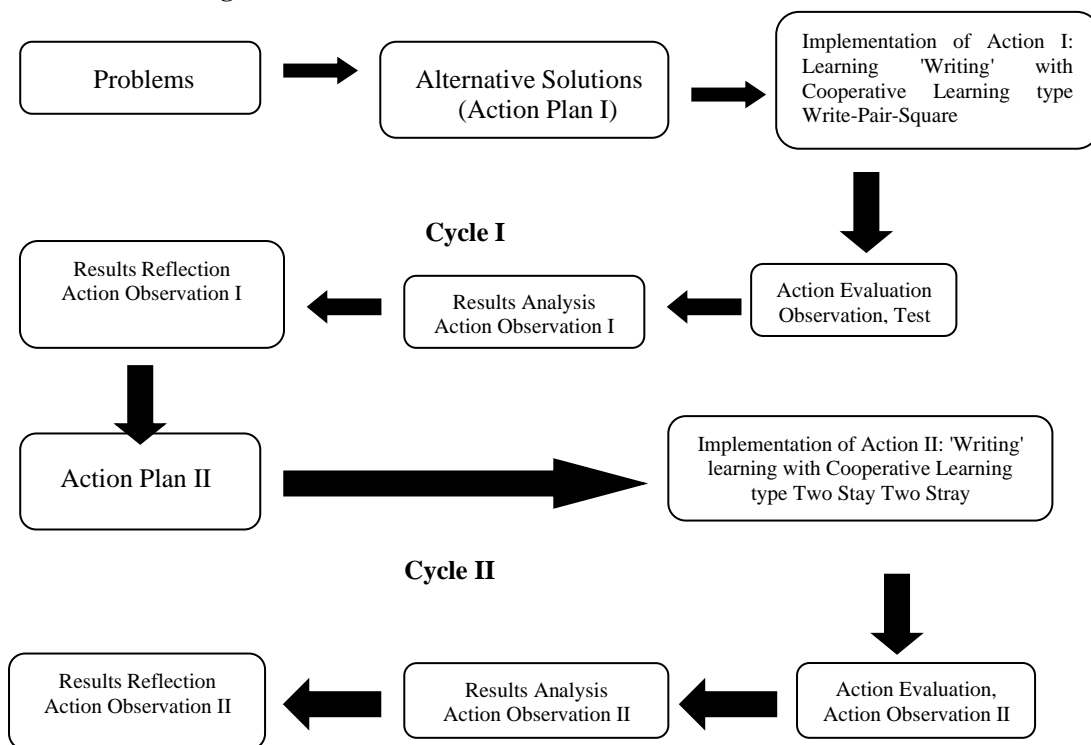 Problems
Alternative Solutions
(Action Plan I)
Implementation of Action I:
Learning 'Writing' with
Cooperative Learning type
Write-Pair-Square
Cycle I
Results Reflection
Action Observation I
Results Analysis
Action Observation I
Action Evaluation
Observation, Test
Action Plan II
Implementation of Action II: 'Writing'
learning with Cooperative Learning
type Two Stay Two Stray
Cycle II
Results Reflection
Action Observation II
Results Analysis
Action Observation II
Action Evaluation,
Action Observation II